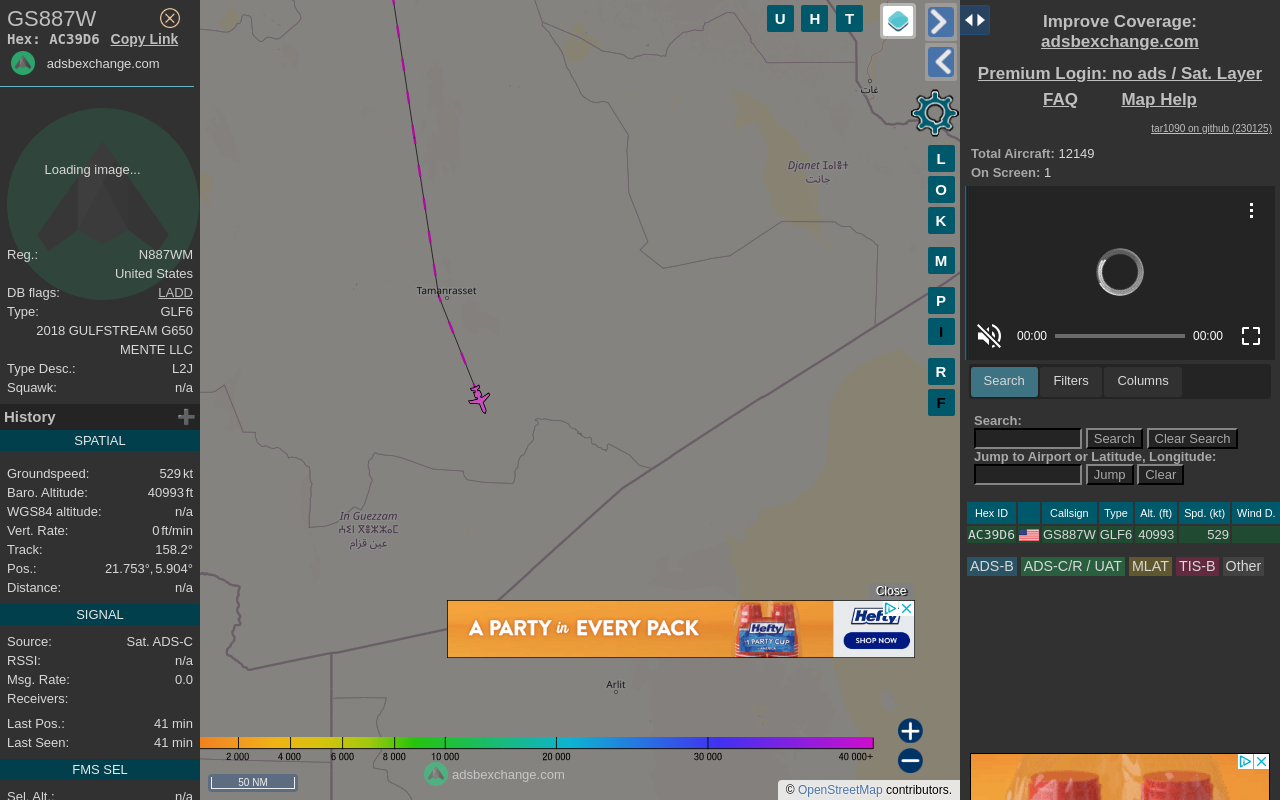 GS887W
Hex: AC39D6 Copy Link
adsbexchange.com
Loading image...
Reg.: N887WM
United States
DB flags: LADD
Type: GLF6
2018 GULFSTREAM G650
MENTE LLC
Type Desc.: L2J
Squawk: n/a
History
SPATIAL
Groundspeed: 529 kt
Baro. Altitude: 40993 ft
WGS84 altitude: n/a
Vert. Rate: 0 ft/min
Track: 158.2°
Pos.: 21.753°, 5.904°
Distance: n/a
SIGNAL
Source: Sat. ADS-C
RSSI: n/a
Msg. Rate: 0.0
Receivers:
Last Pos.: 41 min
Last Seen: 41 min
FMS SEL
Sel. Alt.: n/a
U H T
غات
Djanet ⵊⴰⵏⵜ
جانت
Tamanrasset
In Guezzam
عين قزام
Arlit
L
O
K
M
P
I
R
F
Close
A PARTY in EVERY PACK
Hefty
PARTY CUP
Hefty
SHOP NOW
2 000 4 000 6 000 8 000 10 000 20 000 30 000 40 000+
adsbexchange.com
50 NM
© OpenStreetMap contributors.
Improve Coverage:
adsbexchange.com
Premium Login: no ads / Sat. Layer
FAQ Map Help
tar1090 on github (230125)
Total Aircraft: 12149
On Screen: 1
00:00 00:00
Search Filters Columns
Search:
Search Clear Search
Jump to Airport or Latitude, Longitude:
Jump Clear
Hex ID Callsign Type Alt. (ft) Spd. (kt) Wind D.
AC39D6 GS887W GLF6 40993 529
ADS-B ADS-C/R / UAT MLAT TIS-B Other